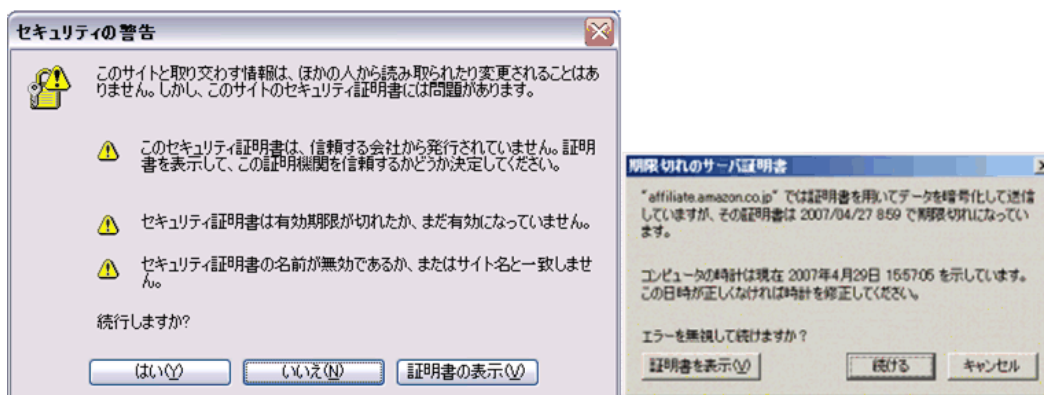 セキュリティの警告
このサイトと取り交わす情報は、ほかの人から読み取られたり変更されることはあ
りません。しかし、このサイトのセキュリティ証明書には問題があります。
このセキュリティ証明書は、信頼する会社から発行されていません。証明
書を表示して、この証明機関を信頼するかどうか決定してください。
セキュリティ証明書は有効期限が切れたか、まだ有効になっていません。
セキュリティ証明書の名前が無効であるか、またはサイト名と一致しませ
ん。
続行しますか?
はい(Y)
いいえ(N)
証明書の表示(V)
期限切れのサーバ証明書
"affiliate.amazon.co.jp" では証明書を用いてデータを暗号化して送信
していますが、その証明書は 2007/04/27 8:59 で期限切れになってい
ます。
コンピュータの時計は現在 2007年4月29日 15:57:05 を示しています。
この日時が正しくなければ時計を修正してください。
エラーを無視して続けますか?
証明書を表示(V)
続ける
キャンセル